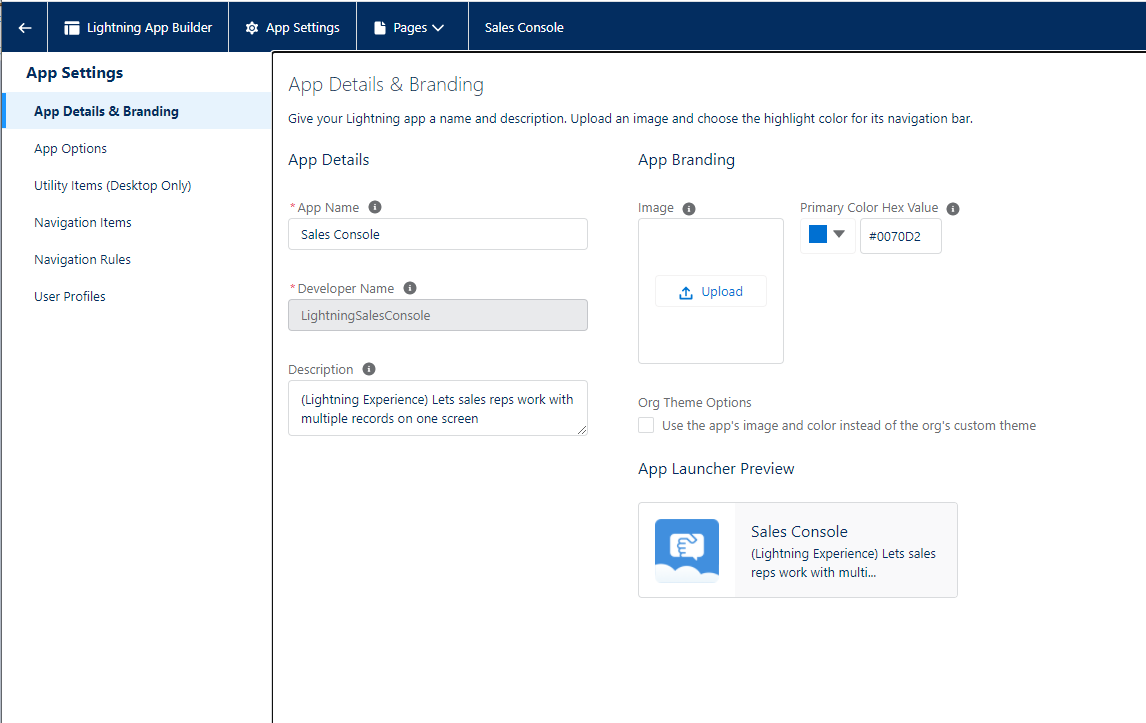 Lightning App Builder
App Settings
Pages
Sales Console
App Settings
App Details & Branding
App Options
Utility Items (Desktop Only)
Navigation Items
Navigation Rules
User Profiles
App Details & Branding
Give your Lightning app a name and description. Upload an image and choose the highlight color for its navigation bar.
App Details
* App Name
Sales Console
* Developer Name
LightningSalesConsole
Description
(Lightning Experience) Lets sales reps work with
multiple records on one screen
App Branding
Image
Upload
Primary Color Hex Value
#0070D2
Org Theme Options
Use the app's image and color instead of the org's custom theme
App Launcher Preview
Sales Console
(Lightning Experience) Lets sales
reps work with multi...